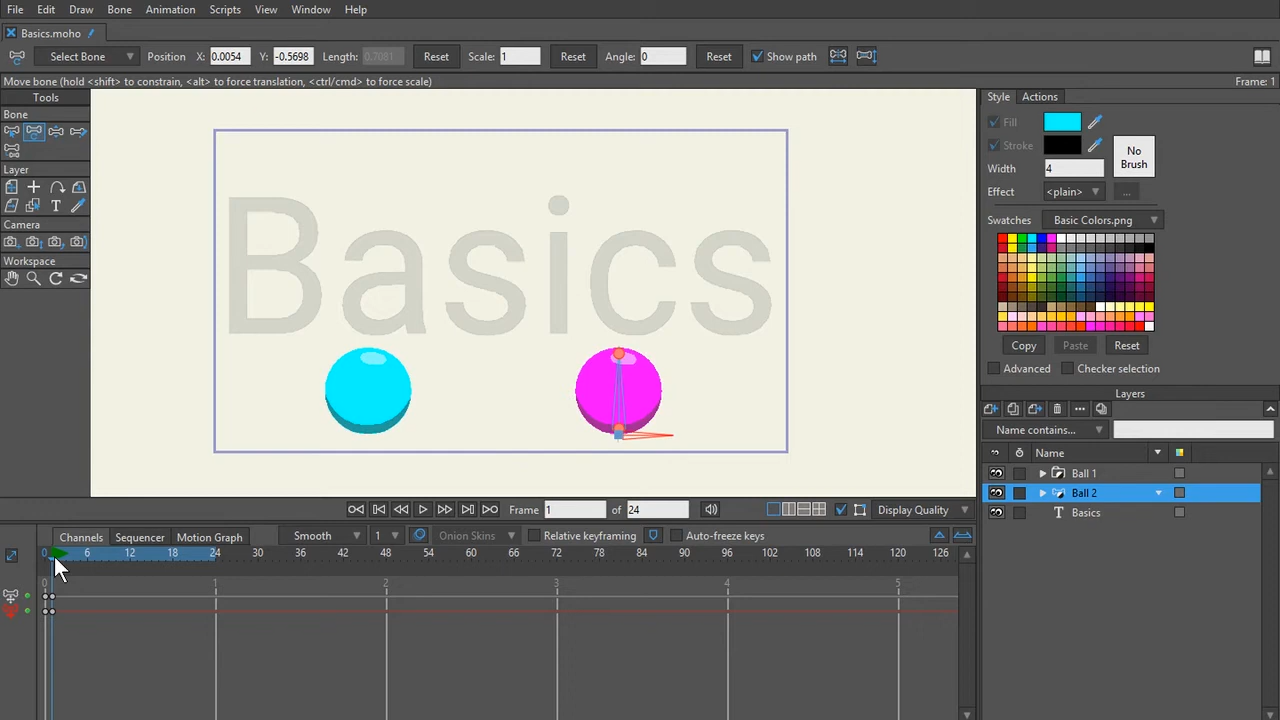 File Edit Draw Bone Animation Scripts View Window Help
Basics.moho
Select Bone Position X: 0.0054 Y: -0.5698 Length: 0.7081 Reset Scale: 1 Reset Angle: 0 Reset Show path
Move bone (hold <shift> to constrain, <alt> to force translation, <ctrl/cmd> to force scale) Frame: 1
Tools
Bone
Layer
Camera
Workspace
Basics
Style Actions
Fill
Stroke
No Brush
Width 4
Effect <plain> ...
Swatches Basic Colors.png
Copy Paste Reset
Advanced Checker selection
Layers
Name contains...
Name
Ball 1
Ball 2
Basics
Frame 1 of 24 Display Quality
Channels Sequencer Motion Graph Smooth 1 Onion Skins Relative keyframing Auto-freeze keys
0 6 12 18 24 30 36 42 48 54 60 66 72 78 84 90 96 102 108 114 120 126
0 1 2 3 4 5